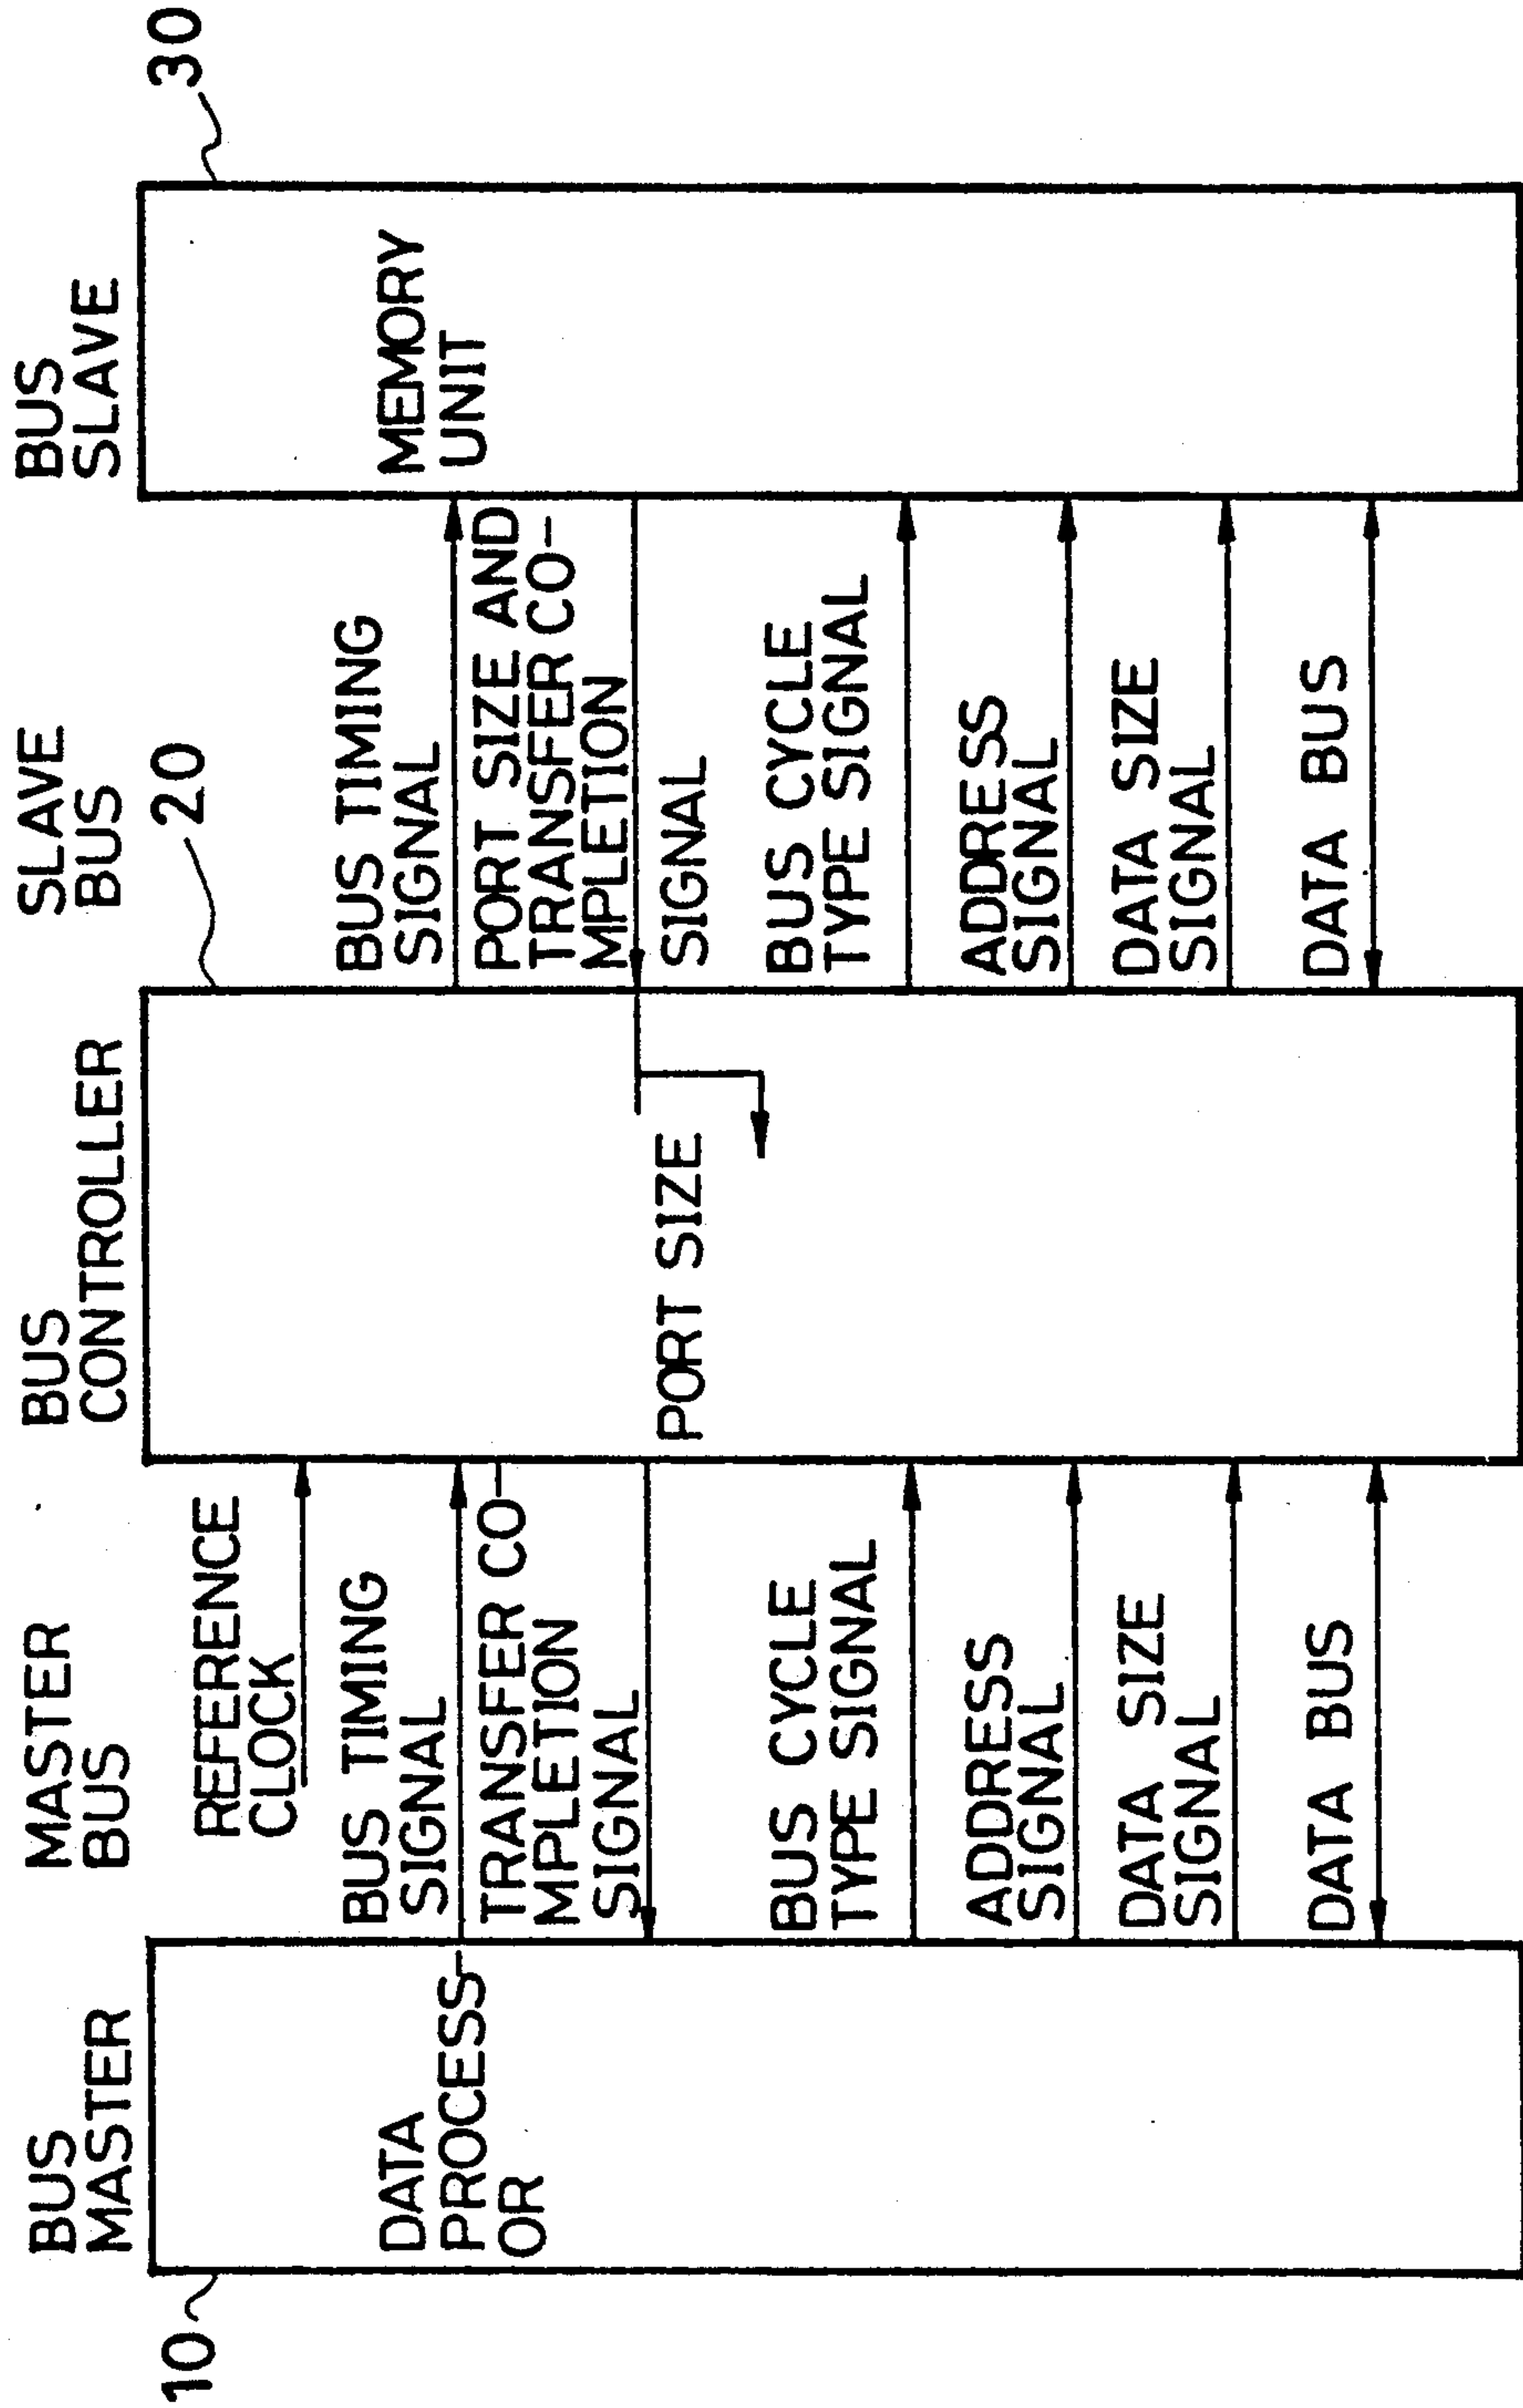 BUS
MASTER
10
DATA
PROCESS-
OR
MASTER
BUS
REFERENCE
CLOCK
BUS TIMING
SIGNAL
TRANSFER CO-
MPLETION
SIGNAL
BUS CYCLE
TYPE SIGNAL
ADDRESS
SIGNAL
DATA SIZE
SIGNAL
DATA BUS
BUS
CONTROLLER
PORT SIZE
SLAVE
BUS
20
BUS TIMING
SIGNAL
PORT SIZE AND
TRANSFER CO-
MPLETION
SIGNAL
BUS CYCLE
TYPE SIGNAL
ADDRESS
SIGNAL
DATA SIZE
SIGNAL
DATA BUS
BUS
SLAVE
30
MEMORY
UNIT